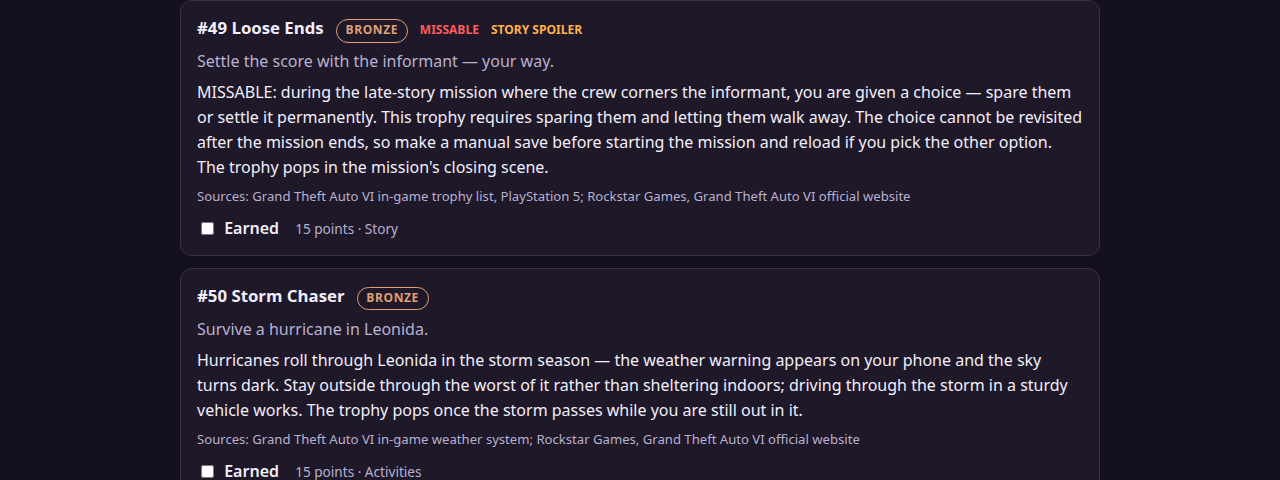 #49 Loose Ends BRONZE MISSABLE STORY SPOILER
Settle the score with the informant — your way.
MISSABLE: during the late-story mission where the crew corners the informant, you are given a choice — spare them
or settle it permanently. This trophy requires sparing them and letting them walk away. The choice cannot be revisited
after the mission ends, so make a manual save before starting the mission and reload if you pick the other option.
The trophy pops in the mission's closing scene.
Sources: Grand Theft Auto VI in-game trophy list, PlayStation 5; Rockstar Games, Grand Theft Auto VI official website
Earned 15 points · Story
#50 Storm Chaser BRONZE
Survive a hurricane in Leonida.
Hurricanes roll through Leonida in the storm season — the weather warning appears on your phone and the sky
turns dark. Stay outside through the worst of it rather than sheltering indoors; driving through the storm in a sturdy
vehicle works. The trophy pops once the storm passes while you are still out in it.
Sources: Grand Theft Auto VI in-game weather system; Rockstar Games, Grand Theft Auto VI official website
Earned 15 points · Activities